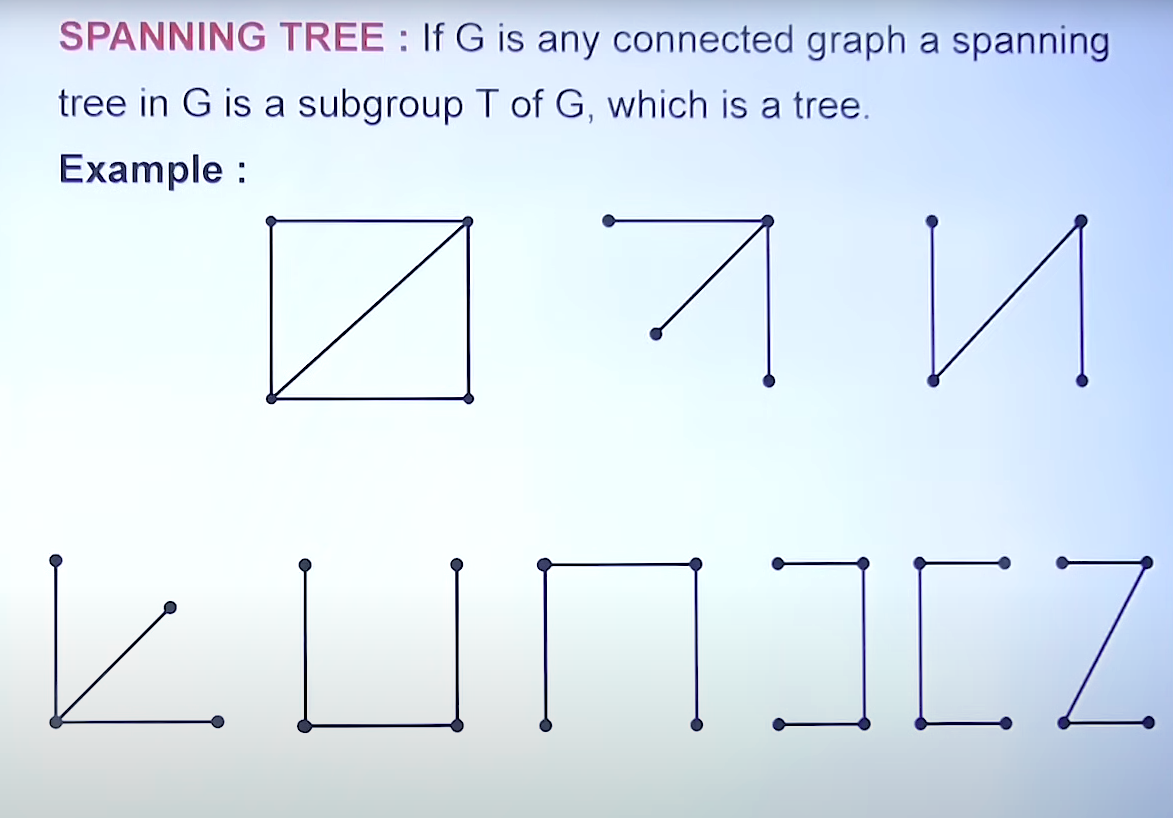 SPANNING TREE : If G is any connected graph a spanning
tree in G is a subgroup T of G, which is a tree.
Example :